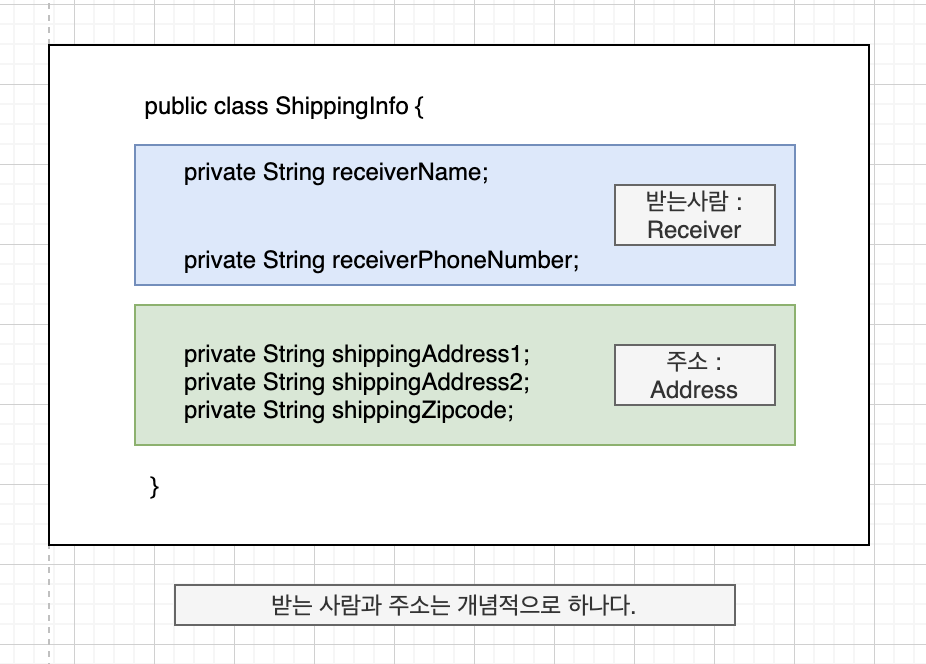 public class ShippingInfo {
private String receiverName;
받는사람 :
Receiver
private String receiverPhoneNumber;
private String shippingAddress1;
private String shippingAddress2;
private String shippingZipcode;
주소 :
Address
}
받는 사람과 주소는 개념적으로 하나다.